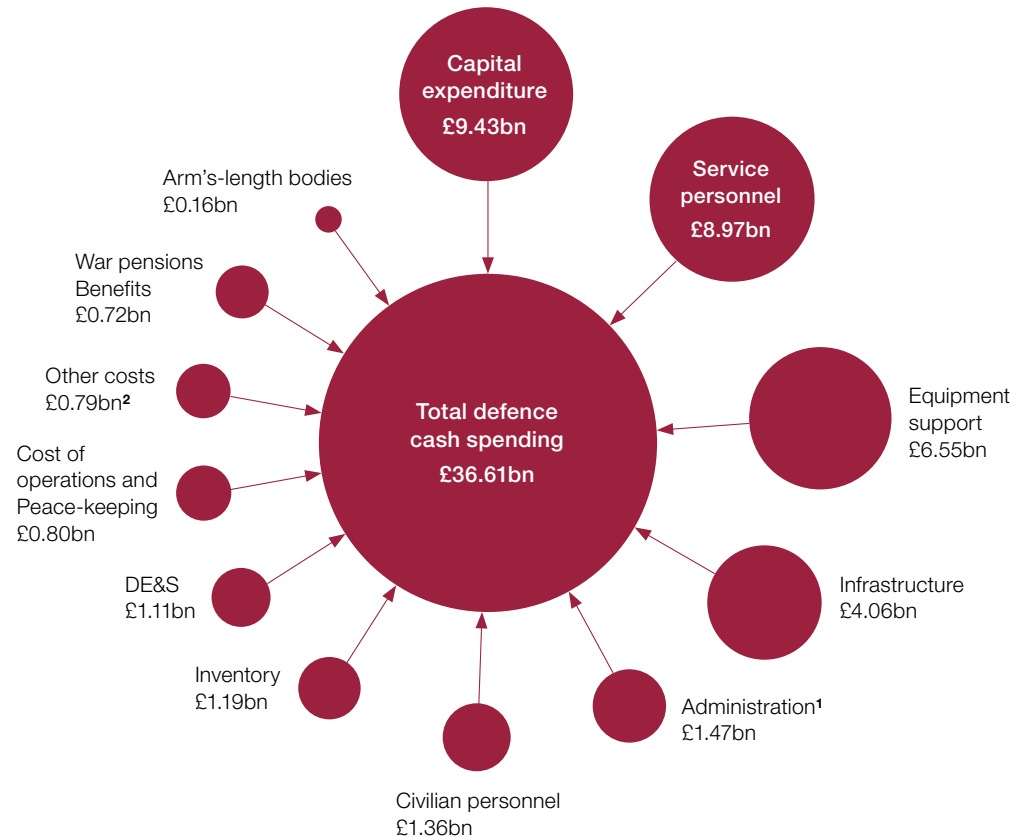 Capital
expenditure
£9.43bn
Service
personnel
£8.97bn
Equipment
support
£6.55bn
Infrastructure
£4.06bn
Administration¹
£1.47bn
Civilian personnel
£1.36bn
Inventory
£1.19bn
DE&S
£1.11bn
Cost of
operations and
Peace-keeping
£0.80bn
Other costs
£0.79bn²
War pensions
Benefits
£0.72bn
Arm's-length bodies
£0.16bn
Total defence
cash spending
£36.61bn